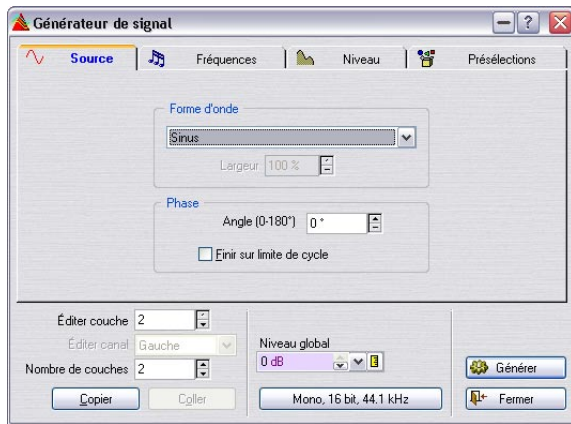 Générateur de signal
Source Fréquences Niveau Présélections
Forme d'onde
Sinus
Largeur 100 %
Phase
Angle (0-180°) 0 °
Finir sur limite de cycle
Éditer couche 2
Éditer canal Gauche
Nombre de couches 2
Copier Coller
Niveau global
0 dB
Mono, 16 bit, 44.1 kHz
Générer
Fermer